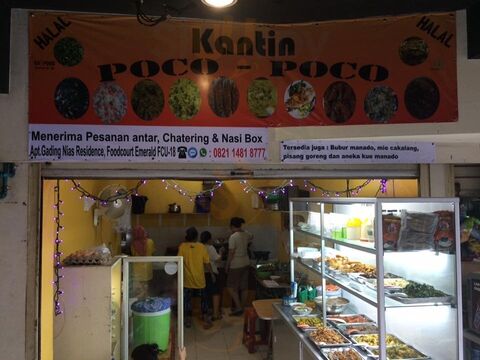 HALAL
Kantin
HALAL
POCO - POCO
Menerima Pesanan antar, Chatering & Nasi Box
Apt.Gading Nias Residence, Foodcourt Emerald FCU-18 : 0821 1481 8777
Tersedia juga : Bubur manado, mie cakalang,
pisang goreng dan aneka kue manado